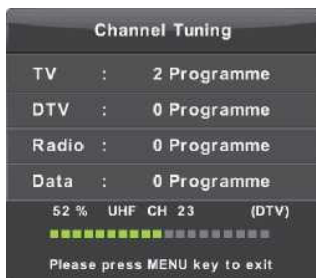 Channel Tuning
TV : 2 Programme
DTV : 0 Programme
Radio : 0 Programme
Data : 0 Programme
52 % UHF CH 23 (DTV)
Please press MENU key to exit